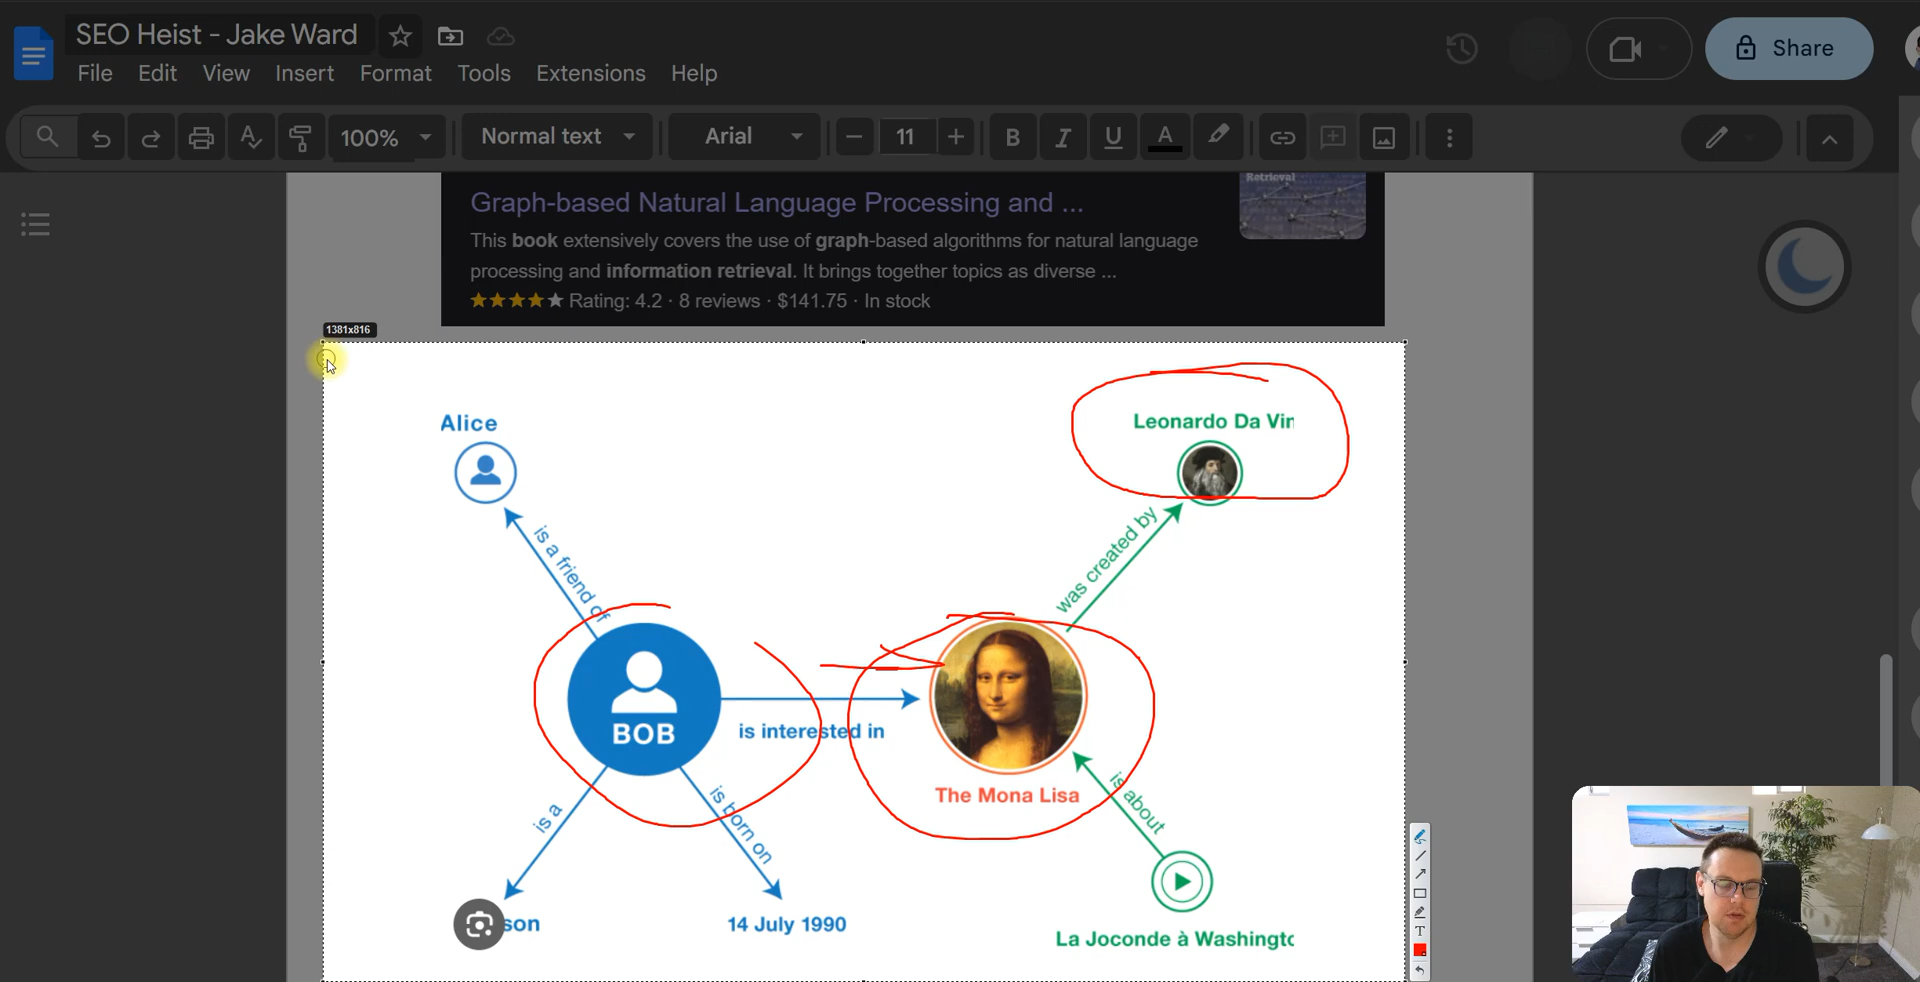 SEO Heist - Jake Ward
File Edit View Insert Format Tools Extensions Help
Share
100% Normal text Arial 11 B I U A
Retrieval
Graph-based Natural Language Processing and ...
This book extensively covers the use of graph-based algorithms for natural language
processing and information retrieval. It brings together topics as diverse ...
Rating: 4.2 · 8 reviews · $141.75 · In stock
1381x816
Alice
Leonardo Da Vin
is a friend of
was created by
BOB
is interested in
The Mona Lisa
is a
is born on
is about
son
14 July 1990
La Joconde à Washingto
T